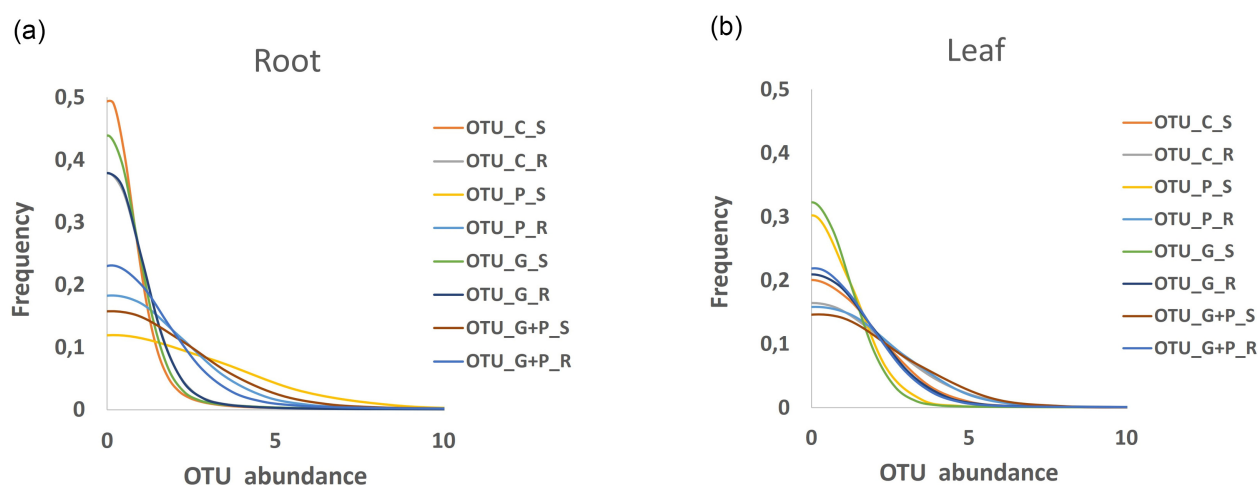 (a)
Root
0,5
0,4
0,3
0,2
0,1
0
Frequency
0 5 10
OTU abundance
OTU_C_S
OTU_C_R
OTU_P_S
OTU_P_R
OTU_G_S
OTU_G_R
OTU_G+P_S
OTU_G+P_R
(b)
Leaf
0,5
0,4
0,3
0,2
0,1
0
Frequency
0 5 10
OTU abundance
OTU_C_S
OTU_C_R
OTU_P_S
OTU_P_R
OTU_G_S
OTU_G_R
OTU_G+P_S
OTU_G+P_R